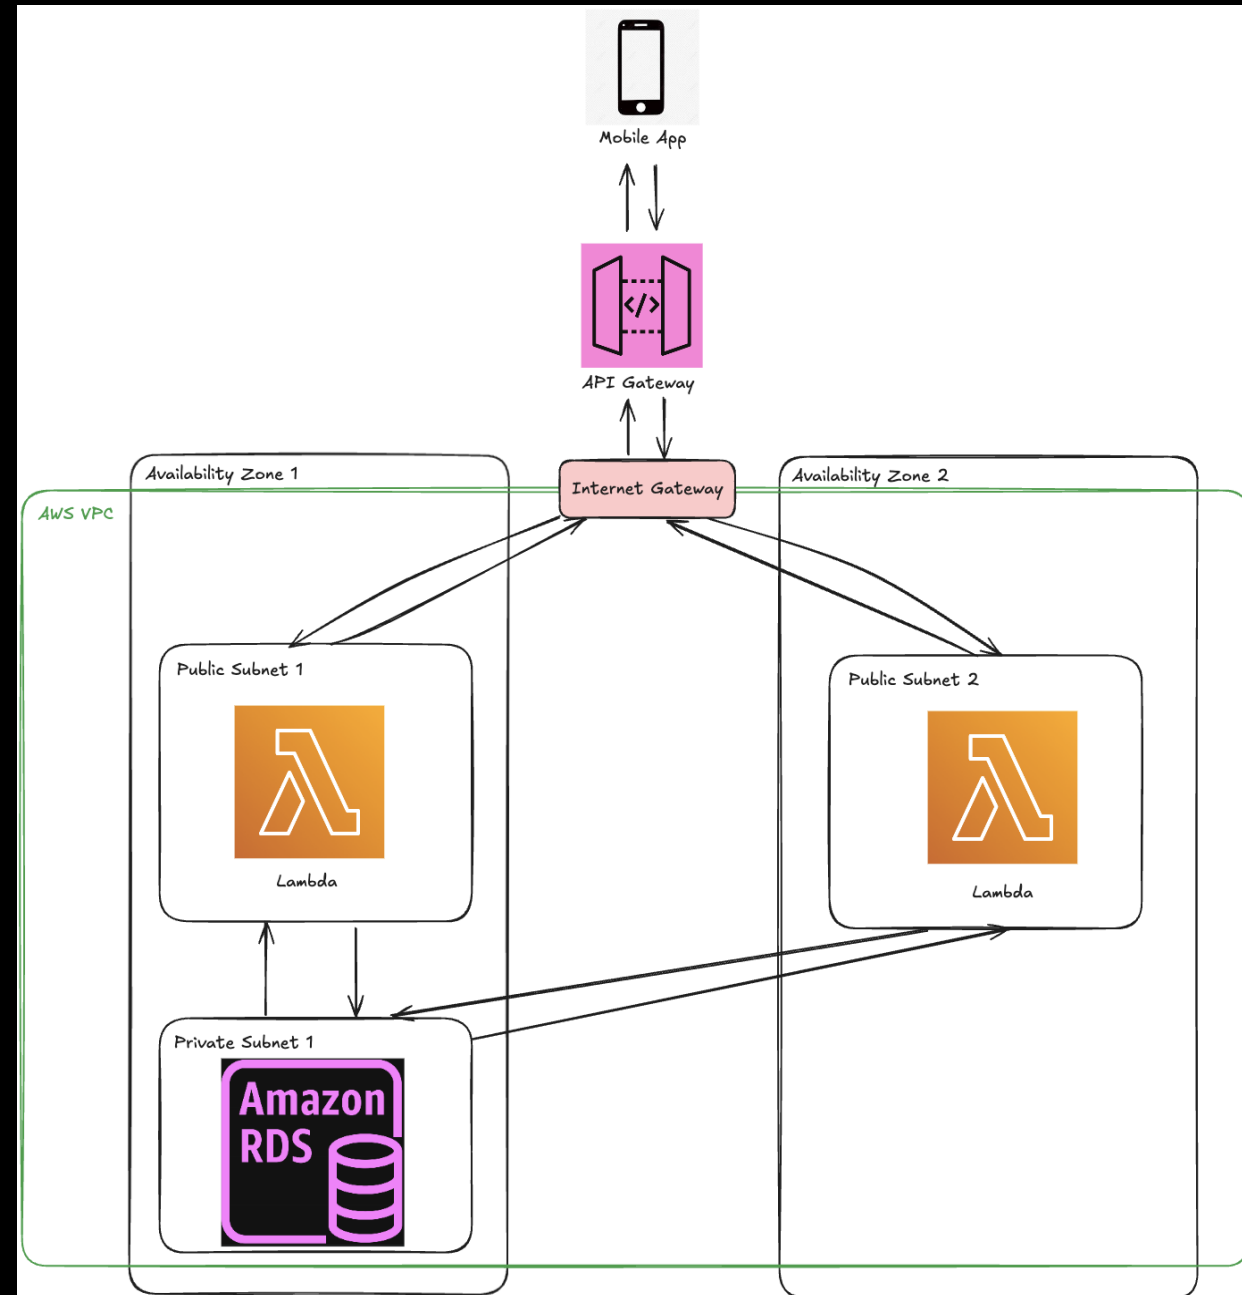 Mobile App
</>
API Gateway
Internet Gateway
Availability Zone 1
Availability Zone 2
AWS VPC
Public Subnet 1
Lambda
Public Subnet 2
Lambda
Private Subnet 1
Amazon
RDS